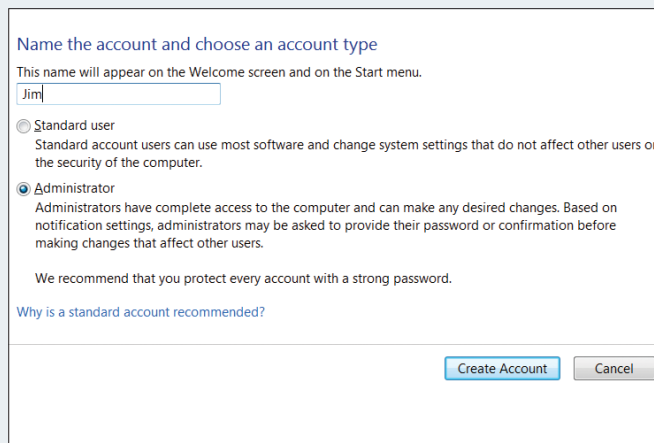 Name the account and choose an account type
This name will appear on the Welcome screen and on the Start menu.
Jim
Standard user
Standard account users can use most software and change system settings that do not affect other users or
the security of the computer.
Administrator
Administrators have complete access to the computer and can make any desired changes. Based on
notification settings, administrators may be asked to provide their password or confirmation before
making changes that affect other users.
We recommend that you protect every account with a strong password.
Why is a standard account recommended?
Create Account Cancel